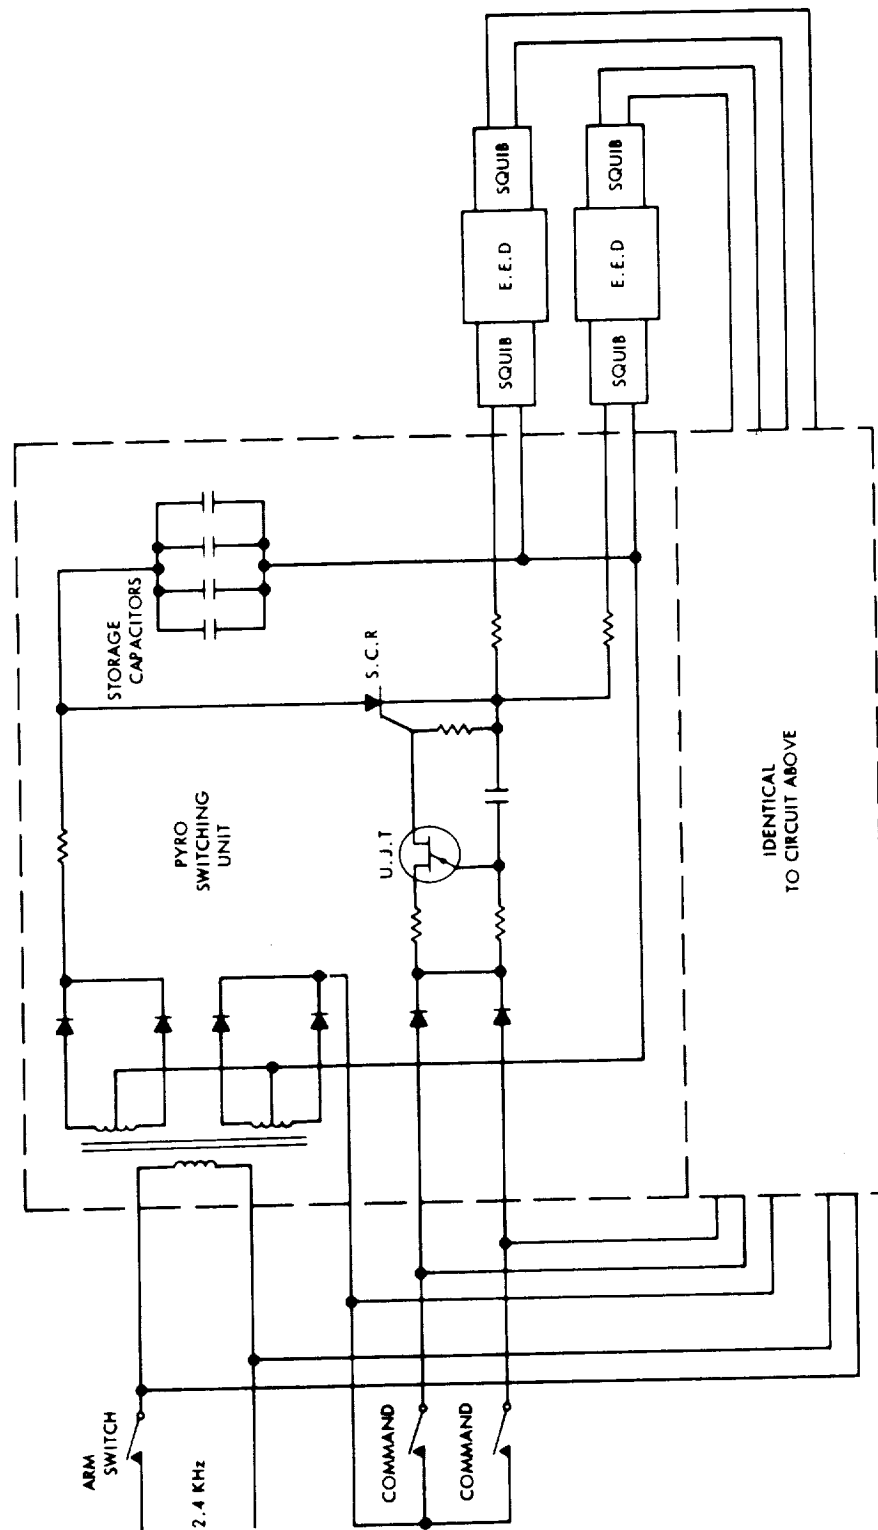 ARM
SWITCH
2.4 KHz
COMMAND
COMMAND
PYRO
SWITCHING
UNIT
STORAGE
CAPACITORS
U.J.T
S.C.R
SQUIB
E.E.D
SQUIB
SQUIB
E.E.D
SQUIB
IDENTICAL
TO CIRCUIT ABOVE